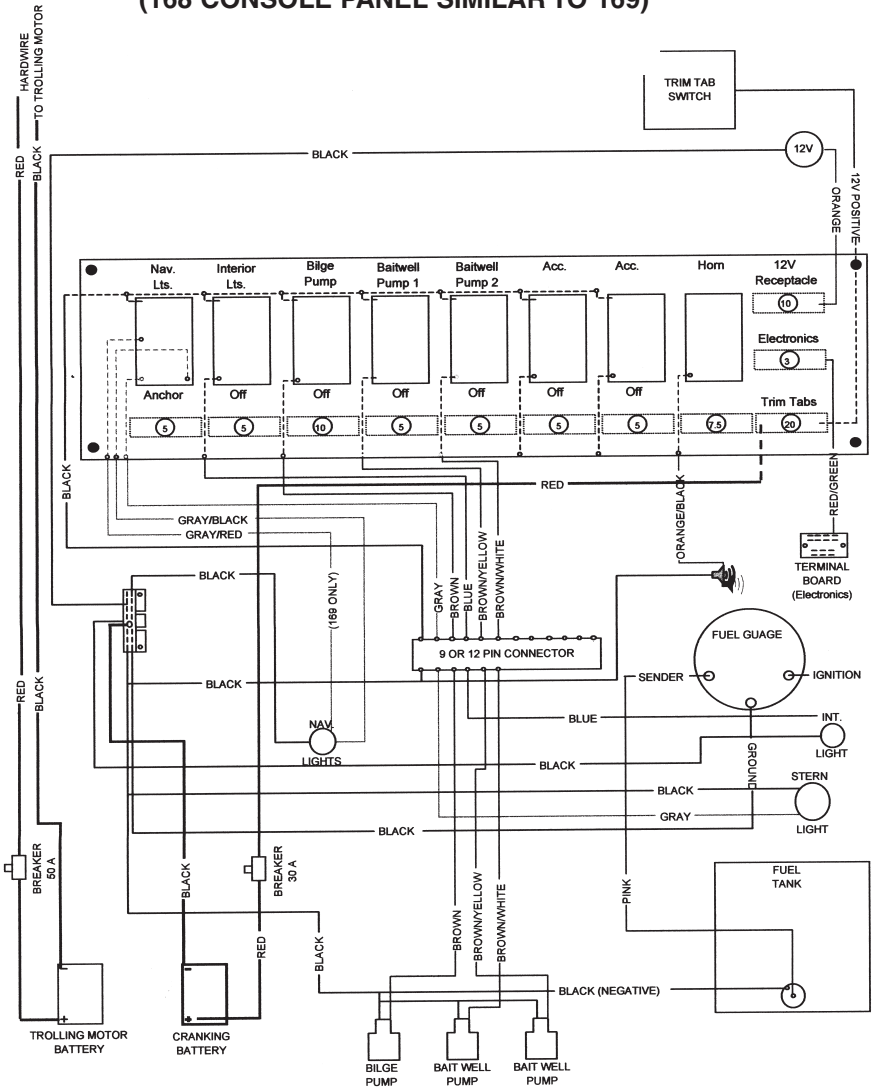 (168 CONSOLE PANEL SIMILAR TO 169)
HARDWIRE
TO TROLLING MOTOR
RED
BLACK
TRIM TAB
SWITCH
BLACK
12V
ORANGE
12V POSITIVE
Nav.
Lts.
Interior
Lts.
Bilge
Pump
Baitwell
Pump 1
Baitwell
Pump 2
Acc.
Acc.
Horn
12V
Receptacle
10
Electronics
3
Anchor
Off
Off
Off
Off
Off
Off
Trim Tabs
5
5
10
5
5
5
5
7.5
20
BLACK
RED
ORANGE/BLACK
RED/GREEN
GRAY/BLACK
GRAY/RED
BLACK
(169 ONLY)
GRAY
BROWN
BLUE
BROWN/YELLOW
BROWN/WHITE
TERMINAL
BOARD
(Electronics)
9 OR 12 PIN CONNECTOR
FUEL GUAGE
SENDER
IGNITION
RED
BLACK
BLACK
BLUE
INT.
LIGHT
NAV.
LIGHTS
GROUND
BLACK
STERN
LIGHT
BLACK
GRAY
BLACK
BREAKER
50 A
BLACK
BREAKER
30 A
RED
BLACK
BROWN
BROWN/YELLOW
BROWN/WHITE
PINK
FUEL
TANK
BLACK (NEGATIVE)
-
+
TROLLING MOTOR
BATTERY
-
+
CRANKING
BATTERY
BILGE
PUMP
BAIT WELL
PUMP
BAIT WELL
PUMP